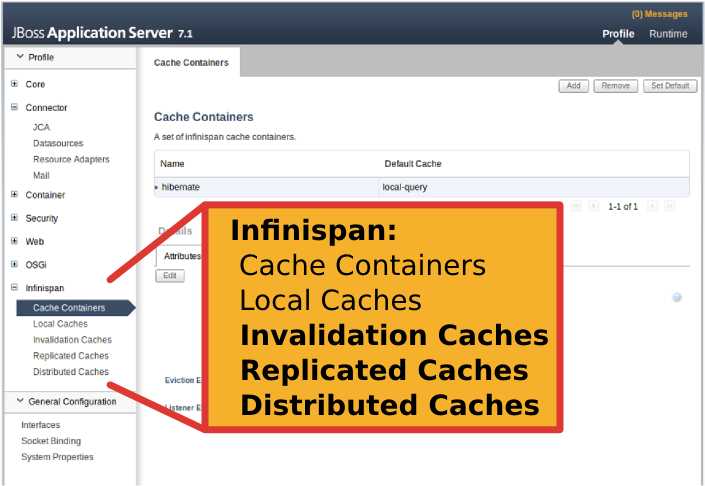 (0) Messages
JBoss Application Server 7.1
Profile Runtime
Profile
Core
Connector
JCA
Datasources
Resource Adapters
Mail
Container
Security
Web
OSGi
Infinispan
Cache Containers
Local Caches
Invalidation Caches
Replicated Caches
Distributed Caches
General Configuration
Interfaces
Socket Binding
System Properties
Cache Containers
Add Remove Set Default
Cache Containers
A set of infinispan cache containers.
Name Default Cache
hibernate local-query
1-1 of 1
Details
Attributes
Edit
Eviction E
Listener E
Infinispan:
Cache Containers
Local Caches
Invalidation Caches
Replicated Caches
Distributed Caches